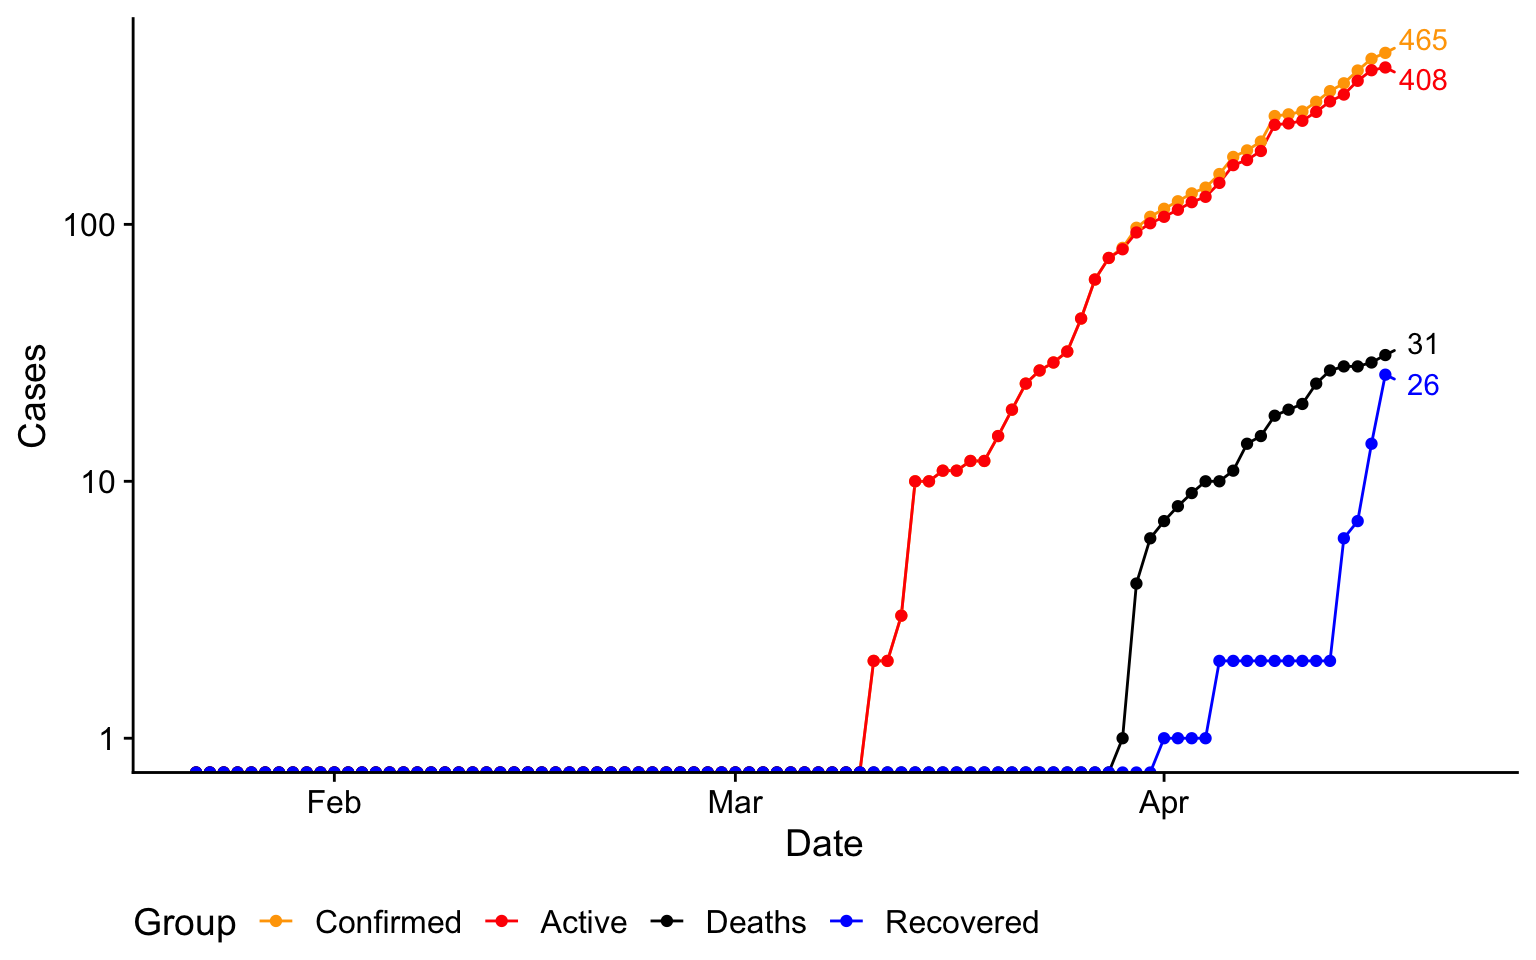 465
408
100
31
26
Cases
10
1
Feb Mar Apr
Date
Group Confirmed Active Deaths Recovered